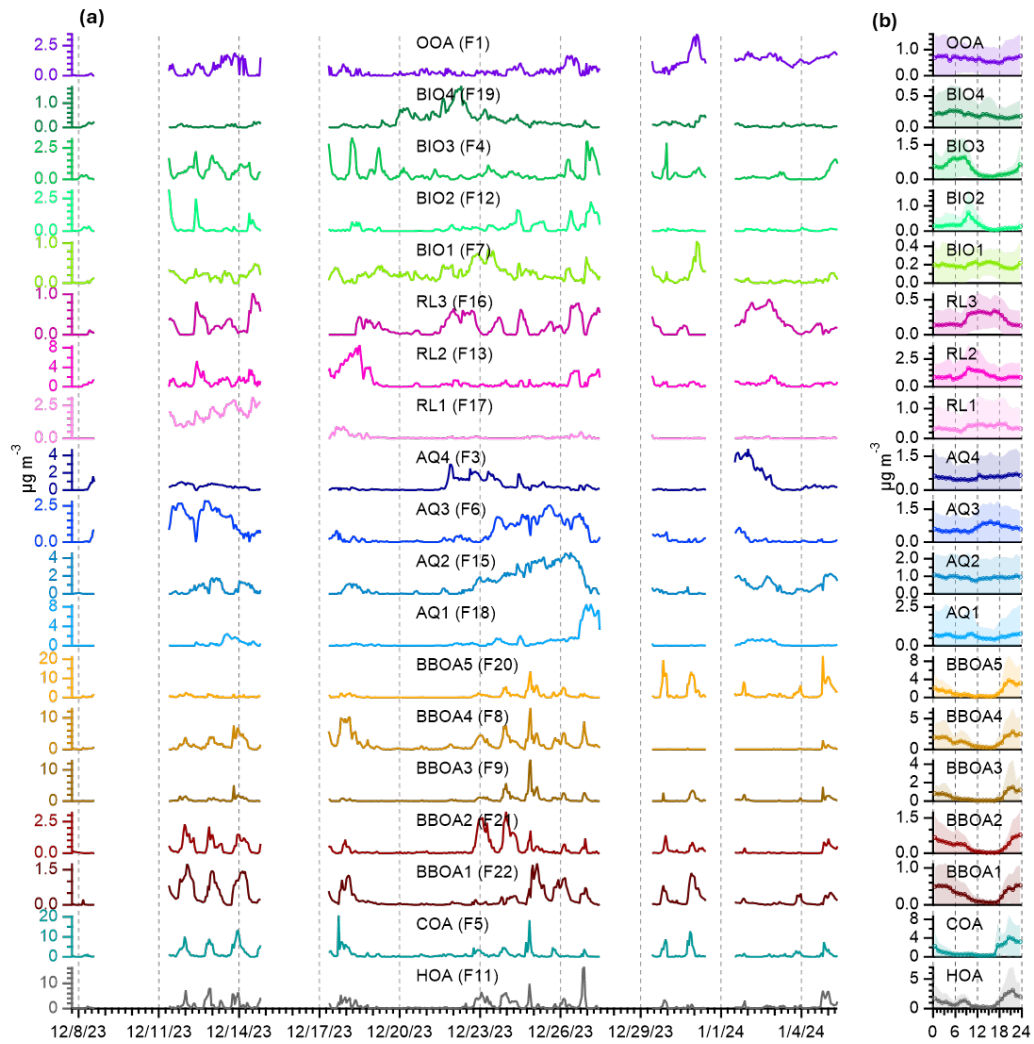 (a)
(b)
OOA (F1)
2.5
0.0
OOA
1.0
0.0
BIO4 (F19)
1.0
0.0
BIO4
0.5
0.0
BIO3 (F4)
2.5
0.0
BIO3
1.5
0.0
BIO2 (F12)
2.5
0.0
BIO2
1.0
0.0
BIO1 (F7)
1.0
0.0
BIO1
0.4
0.2
0.0
RL3 (F16)
1.0
0.0
RL3
0.5
0.0
RL2 (F13)
8
4
0
RL2
2.5
0.0
RL1 (F17)
2.5
0.0
RL1
1.0
0.0
µg m⁻³
µg m⁻³
AQ4 (F3)
4
2
0
AQ4
1.5
0.0
AQ3 (F6)
2.5
0.0
AQ3
1.5
0.0
AQ2 (F15)
4
2
0
AQ2
2.0
1.0
0.0
AQ1 (F18)
8
4
0
AQ1
2.5
0.0
BBOA5 (F20)
20
10
0
BBOA5
8
4
0
BBOA4 (F8)
10
0
BBOA4
5
0
BBOA3 (F9)
10
0
BBOA3
4
2
0
BBOA2 (F21)
2.5
0.0
BBOA2
1.0
0.0
BBOA1 (F22)
1.5
0.0
BBOA1
1.0
0.0
COA (F5)
20
10
0
COA
8
4
0
HOA (F11)
10
0
HOA
5
0
12/8/23 12/11/23 12/14/23 12/17/23 12/20/23 12/23/23 12/26/23 12/29/23 1/1/24 1/4/24
0 6 12 18 24